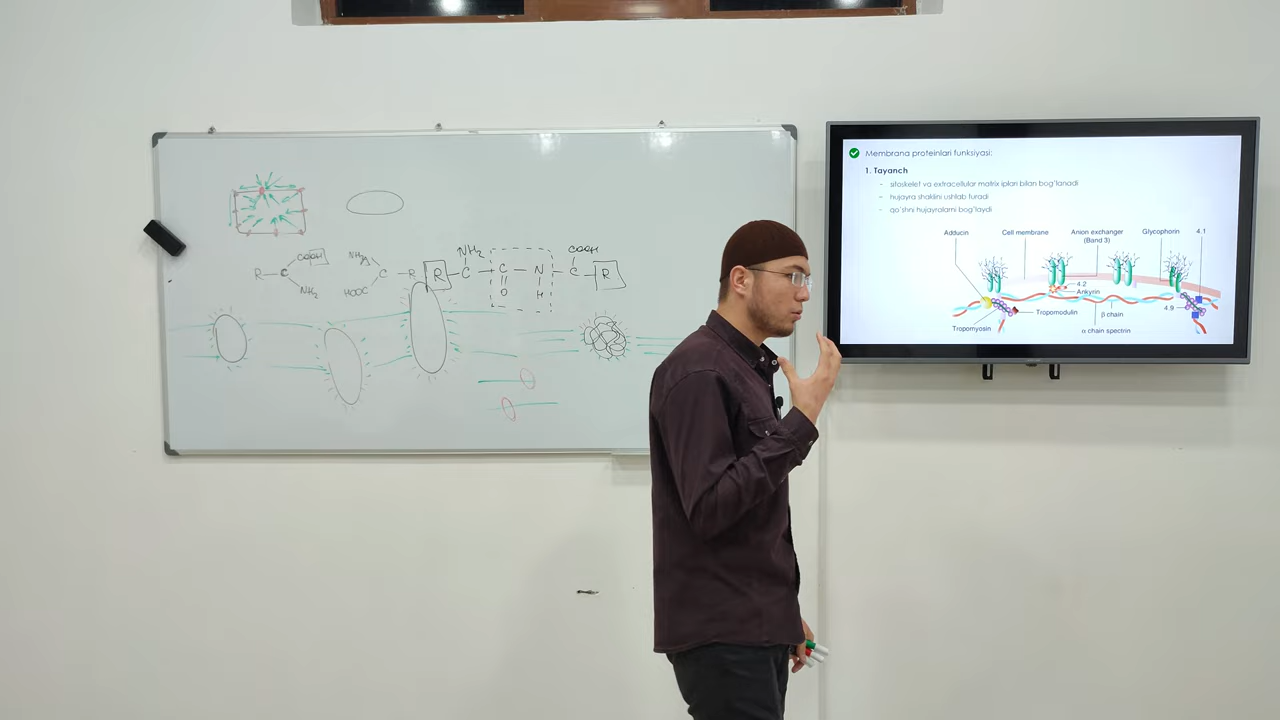 COOH
R — C
NH₂
NH₂
C — R
HOOC
NH₂ COOH
R — C — C — N — C — R
O H
Membrana proteinlari funksiyasi:
1. Tayanch
- sitoskelet va extracellular matrix iplari bilan bog'lanadi
- hujayra shaklini ushlab turadi
- qo'shni hujayralarni bog'laydi
Adducin Cell membrane Anion exchanger (Band 3) Glycophorin 4.1
4.2
Ankyrin
4.9
Tropomodulin β chain
Tropomyosin α chain spectrin